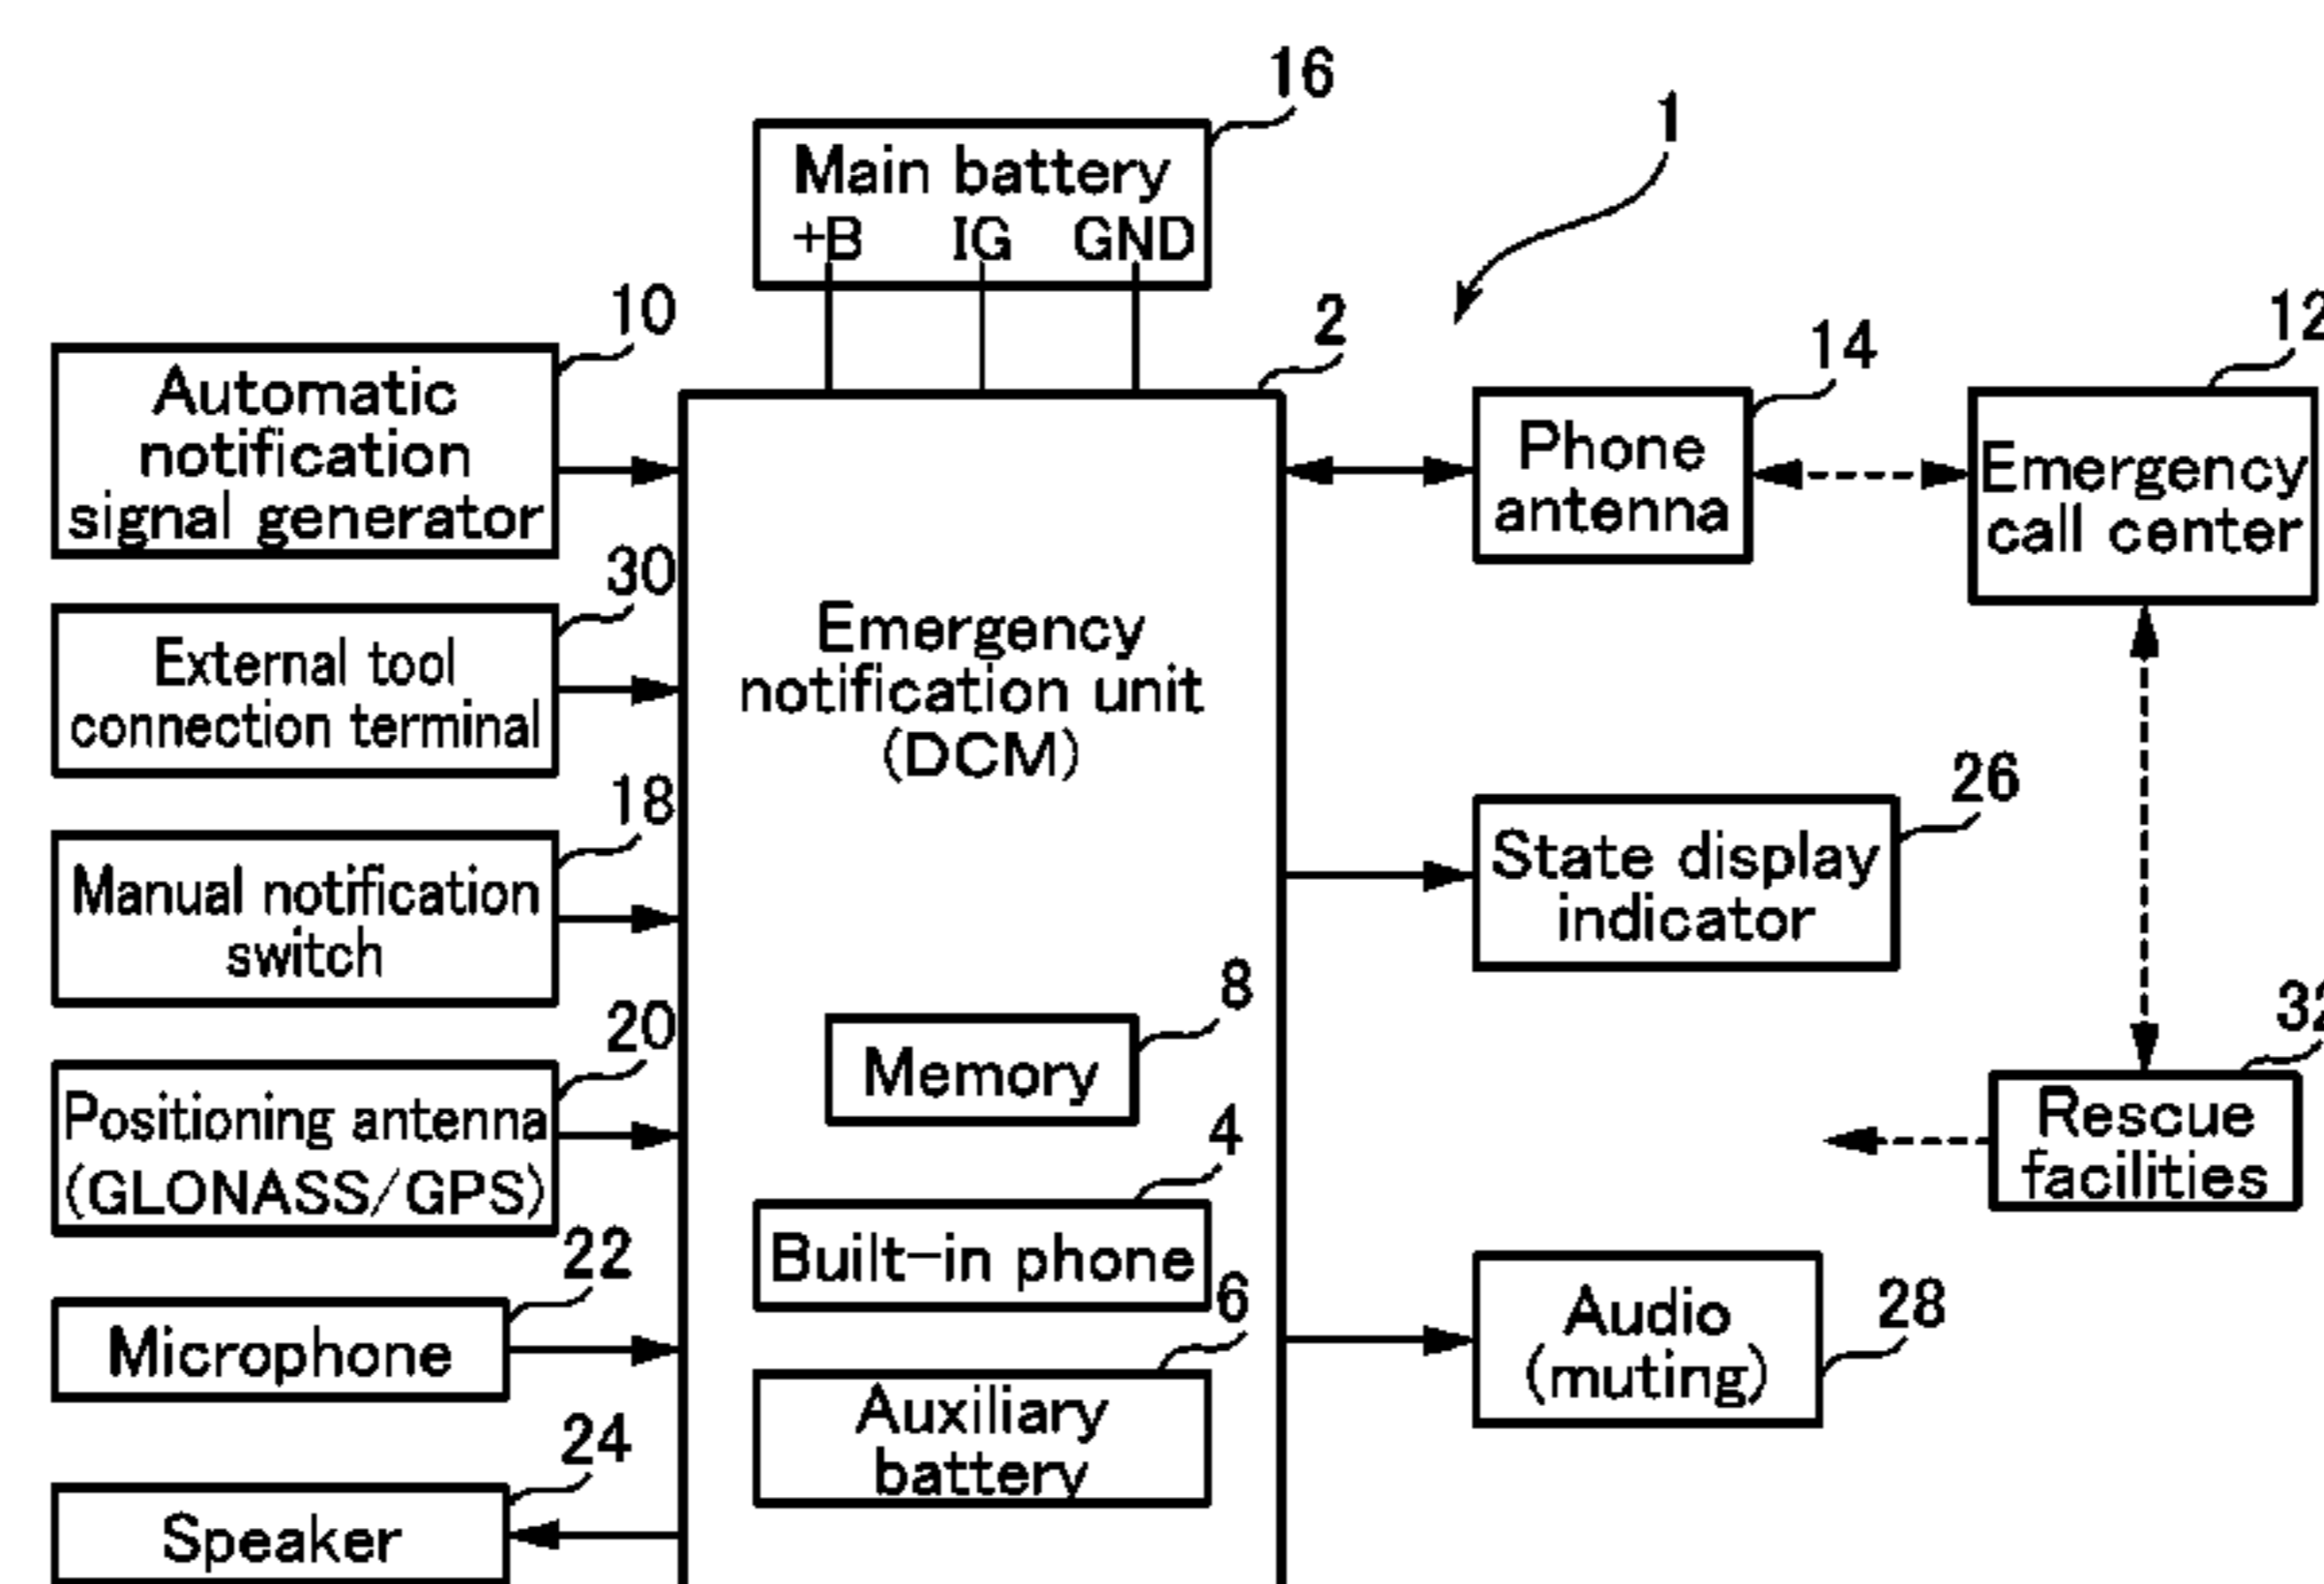 16
1
Main battery
+B IG GND
10
2
14
12
Automatic
notification
signal generator
Phone
antenna
Emergency
call center
30
External tool
connection terminal
Emergency
notification unit
(DCM)
18
Manual notification
switch
26
State display
indicator
8
Memory
20
Positioning antenna
(GLONASS/GPS)
32
Rescue
facilities
4
Built-in phone
22
Microphone
6
Auxiliary
battery
Audio
(muting)
28
24
Speaker